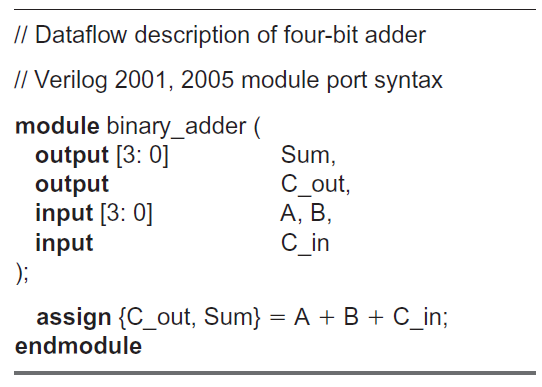 // Dataflow description of four-bit adder
// Verilog 2001, 2005 module port syntax
module binary_adder (
output [3: 0] Sum,
output C_out,
input [3: 0] A, B,
input C_in
);
assign {C_out, Sum} = A + B + C_in;
endmodule